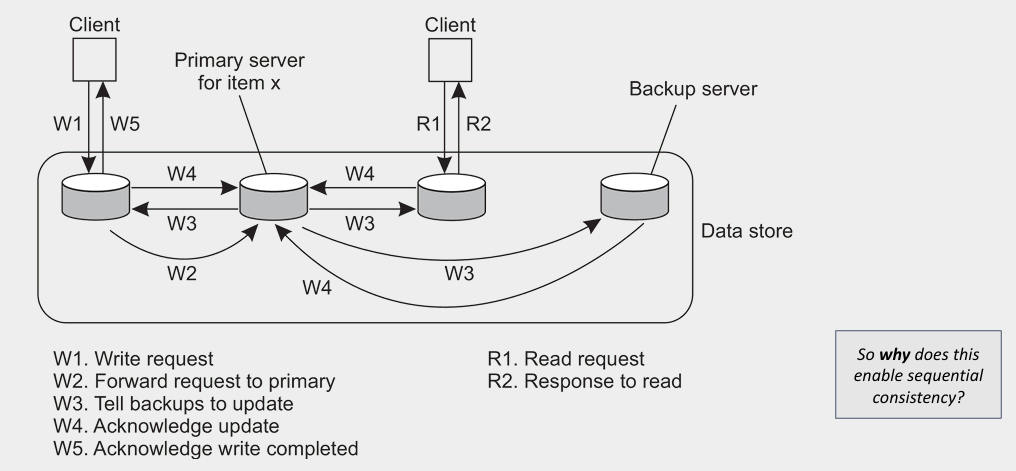 Client
Client
Primary server
for item x
Backup server
W1
W5
R1
R2
W4
W4
W3
W3
Data store
W2
W3
W4
W1. Write request
W2. Forward request to primary
W3. Tell backups to update
W4. Acknowledge update
W5. Acknowledge write completed
R1. Read request
R2. Response to read
So why does this
enable sequential
consistency?